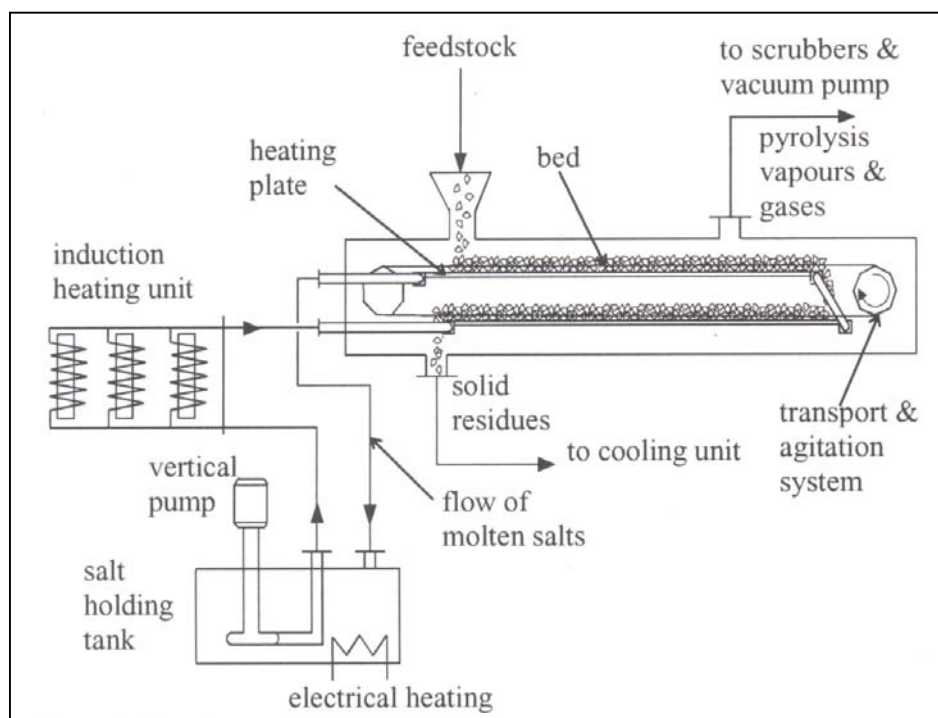 feedstock
to scrubbers &
vacuum pump
pyrolysis
vapours &
gases
heating
plate
bed
induction
heating unit
solid
residues
to cooling unit
transport &
agitation
system
vertical
pump
flow of
molten salts
salt
holding
tank
electrical heating